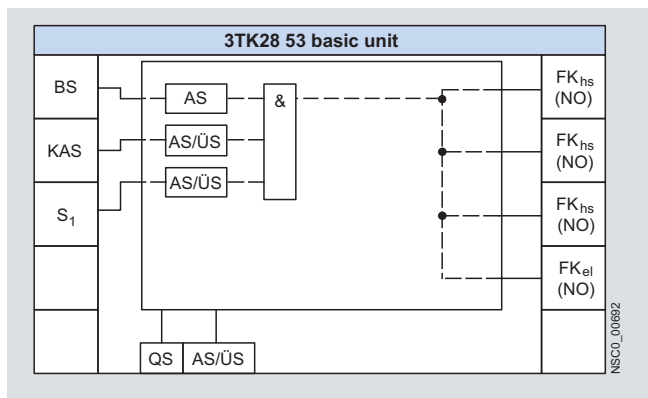 3TK28 53 basic unit
BS
AS
&
FKhs
(NO)
KAS
AS/ÜS
FKhs
(NO)
S1
AS/ÜS
FKhs
(NO)
FKel
(NO)
QS
AS/ÜS
NSC0_00692